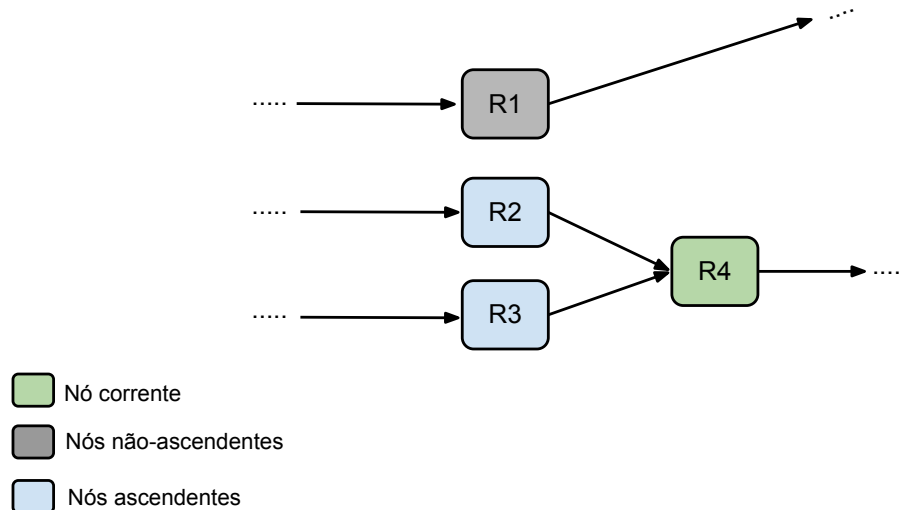 ....
..... R1
..... R2
R4 ....
..... R3
Nó corrente
Nós não-ascendentes
Nós ascendentes